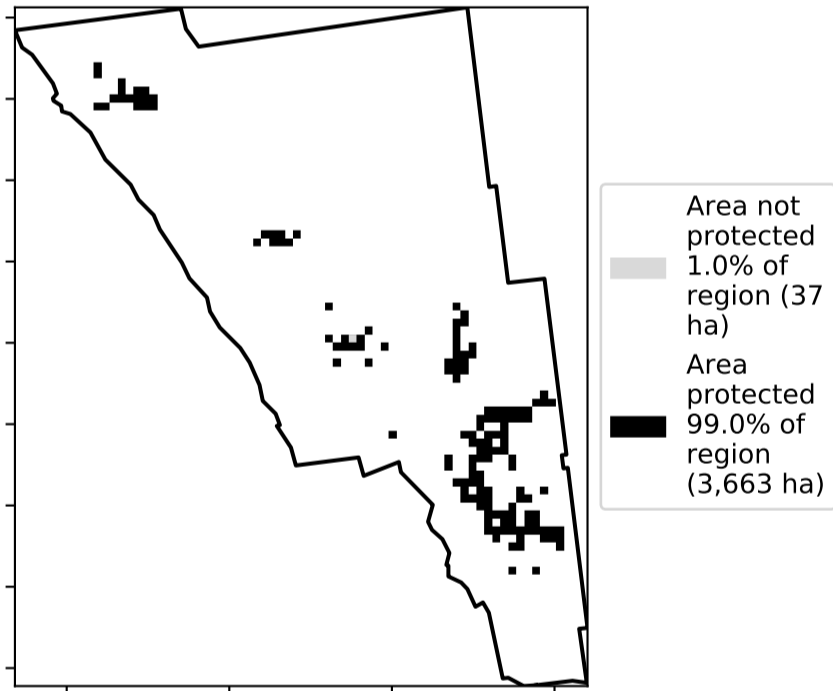 Area not
protected
1.0% of
region (37
ha)
Area
protected
99.0% of
region
(3,663 ha)